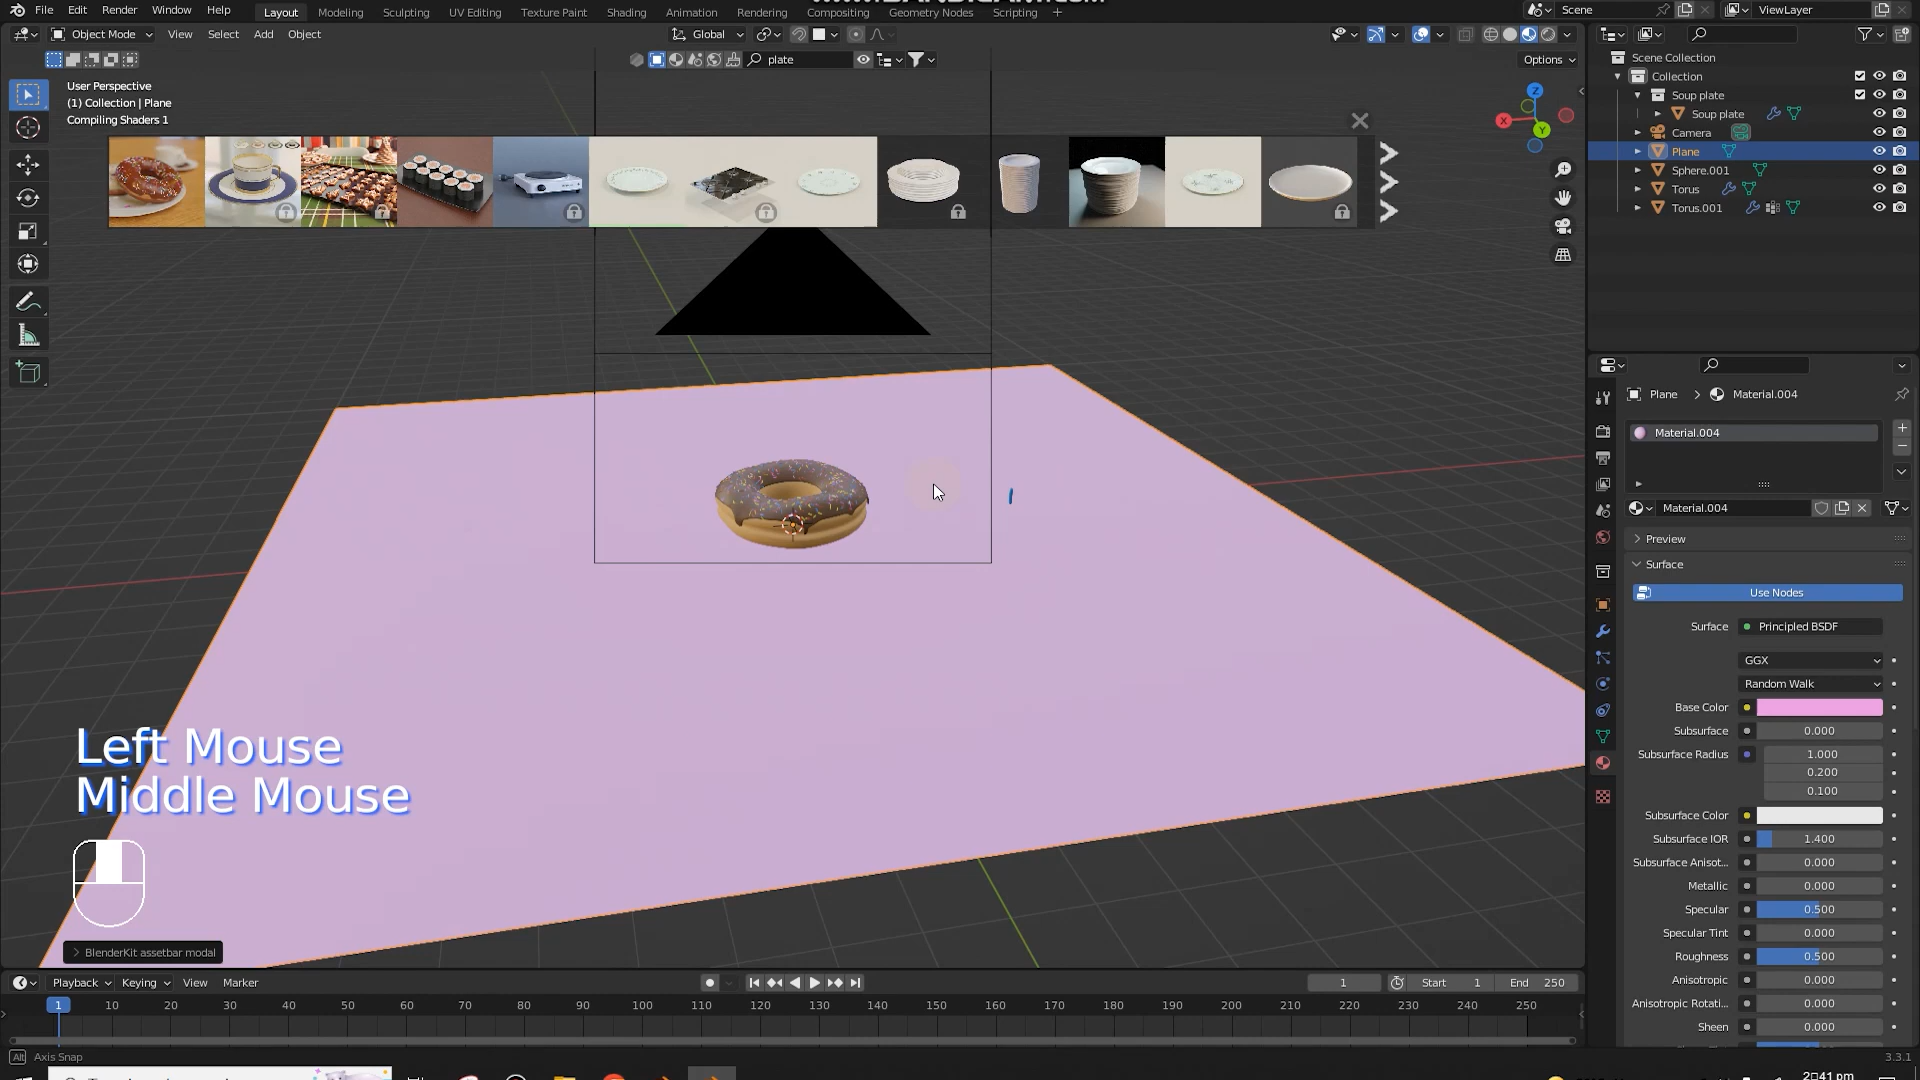 File Edit Render Window Help
Layout Modeling Sculpting UV Editing Texture Paint Shading Animation Rendering Compositing Geometry Nodes Scripting +
Scene
ViewLayer
Object Mode View Select Add Object
Global
plate
Options
User Perspective
(1) Collection | Plane
Compiling Shaders 1
X
Y
Z
Scene Collection
Collection
Soup plate
Soup plate
Camera
Plane
Sphere.001
Torus
Torus.001
Plane > Material.004
Material.004
Material.004
Preview
Surface
Use Nodes
Surface Principled BSDF
GGX
Random Walk
Base Color
Subsurface 0.000
Subsurface Radius 1.000
0.200
0.100
Subsurface Color
Subsurface IOR 1.400
Subsurface Anisot... 0.000
Metallic 0.000
Specular 0.500
Specular Tint 0.000
Roughness 0.500
Anisotropic 0.000
Anisotropic Rotati... 0.000
Sheen 0.000
Left Mouse
Middle Mouse
BlenderKit assetbar modal
Playback Keying View Marker
1 Start 1 End 250
1 10 20 30 40 50 60 70 80 90 100 110 120 130 140 150 160 170 180 190 200 210 220 230 240 250
Alt Axis Snap
3.3.1